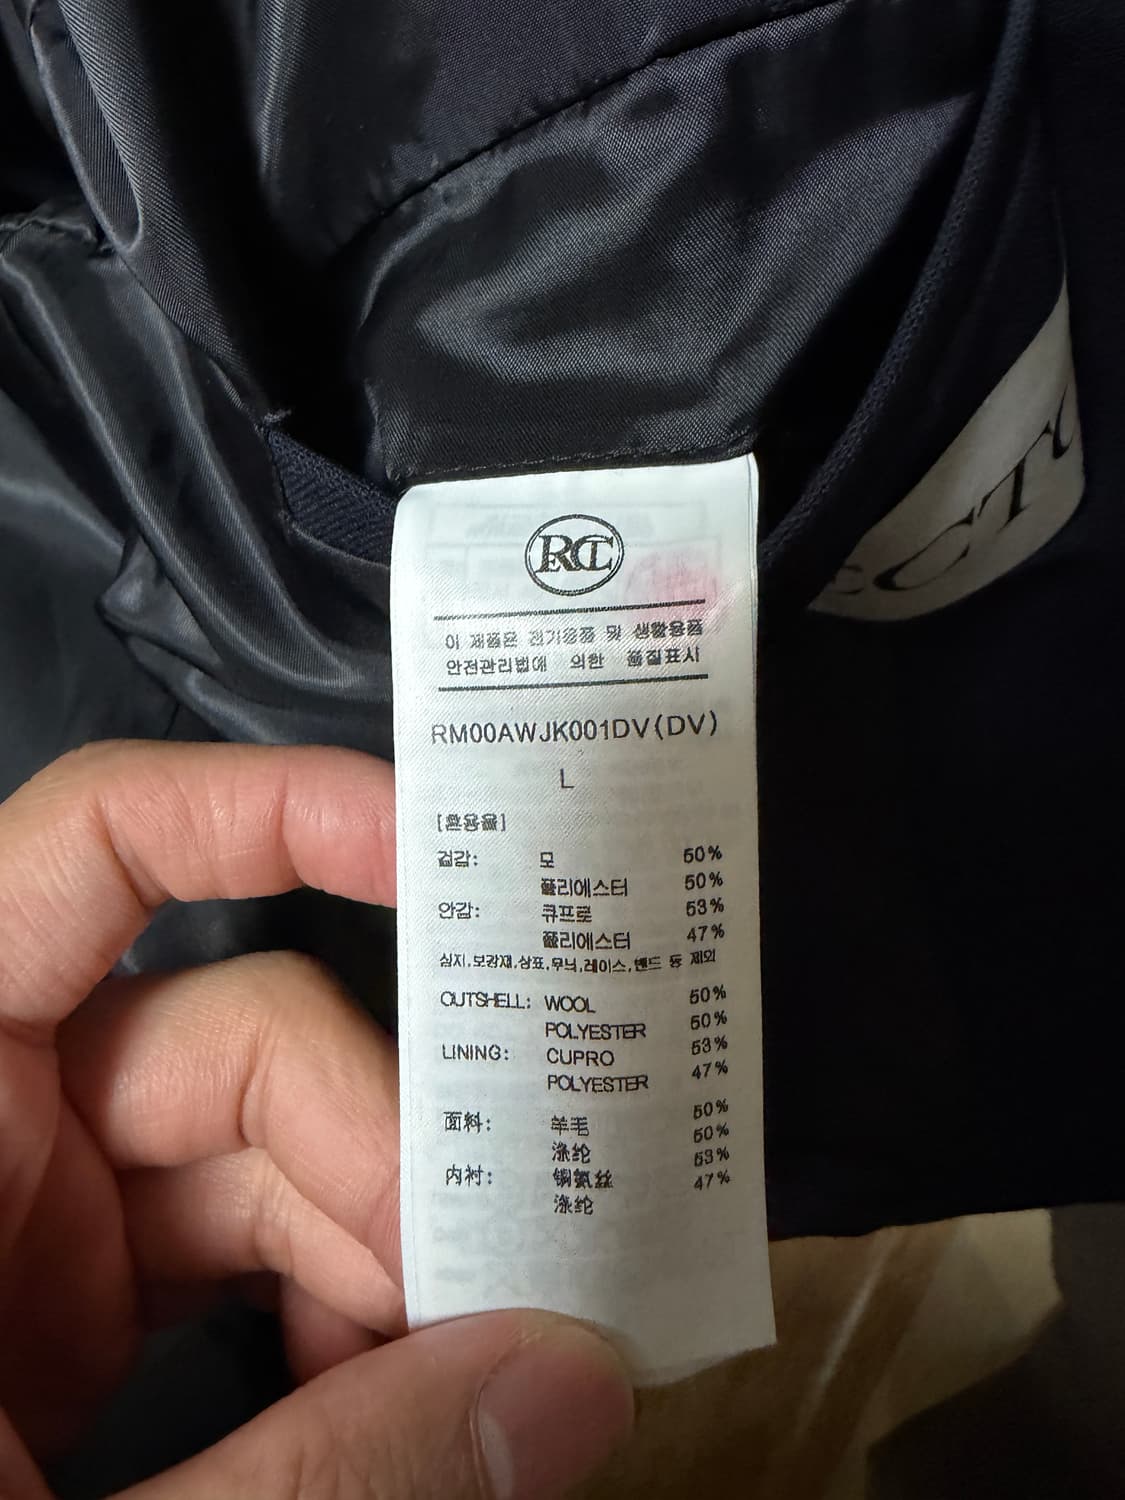 RCT
이 제품은 전기용품 및 생활용품
안전관리법에 의한 품질표시
RM00AWJK001DV(DV)
L
[혼용율]
겉감: 모 50%
폴리에스터 50%
안감: 큐프로 53%
폴리에스터 47%
심지,보강재,상표,무늬,레이스,밴드 등 제외
OUTSHELL: WOOL 50%
POLYESTER 50%
LINING: CUPRO 53%
POLYESTER 47%
面料: 羊毛 50%
涤纶 50%
内衬: 铜氨丝 53%
涤纶 47%